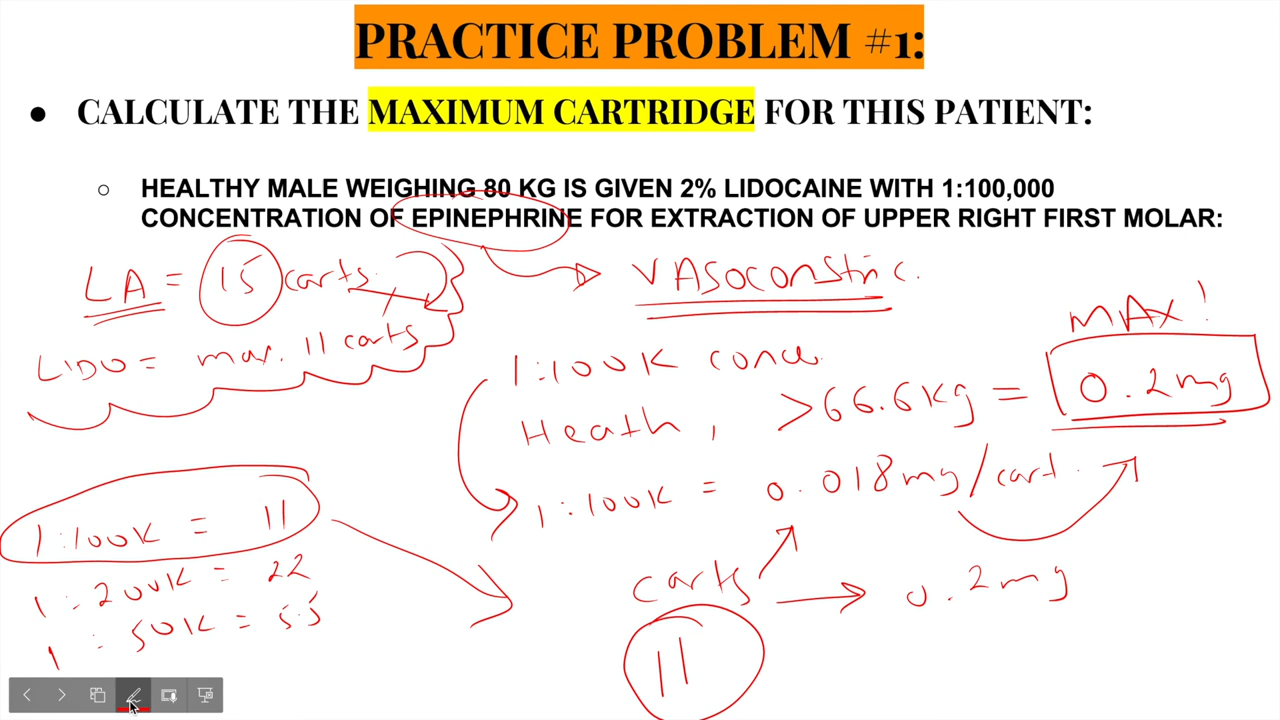 PRACTICE PROBLEM #1:
● CALCULATE THE MAXIMUM CARTRIDGE FOR THIS PATIENT:
○ HEALTHY MALE WEIGHING 80 KG IS GIVEN 2% LIDOCAINE WITH 1:100,000
CONCENTRATION OF EPINEPHRINE FOR EXTRACTION OF UPPER RIGHT FIRST MOLAR:
LA = 15 carts
LIDO = max. 11 carts
VASOCONSTRIC.
1:100K conc.
MAX!
Heath, >66.6kg = 0.2mg
1:100K = 0.018mg/cart.
carts → 0.2mg
11
1:100K = 11
1:200K = 22
1:50K = 5.5